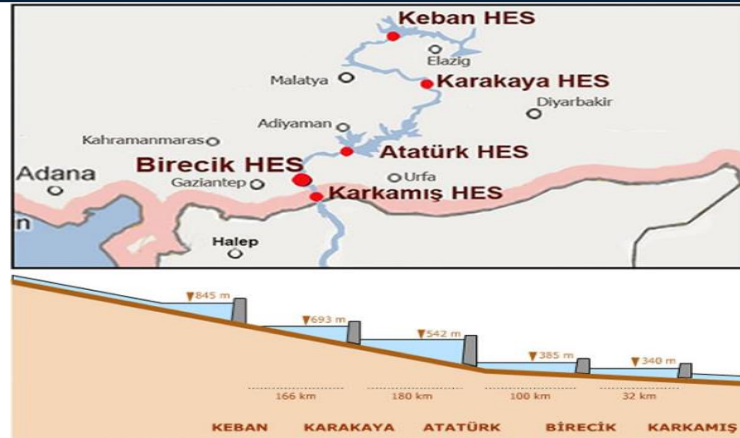 Keban HES
Elazig
Malatya
Karakaya HES
Diyarbakir
Adiyaman
Kahramanmaras
Atatürk HES
Birecik HES
Adana
Gaziantep
Urfa
Karkamış HES
n
Halep
845 m
693 m
542 m
385 m
340 m
166 km 180 km 100 km 32 km
KEBAN KARAKAYA ATATÜRK BİRECİK KARKAMIŞ